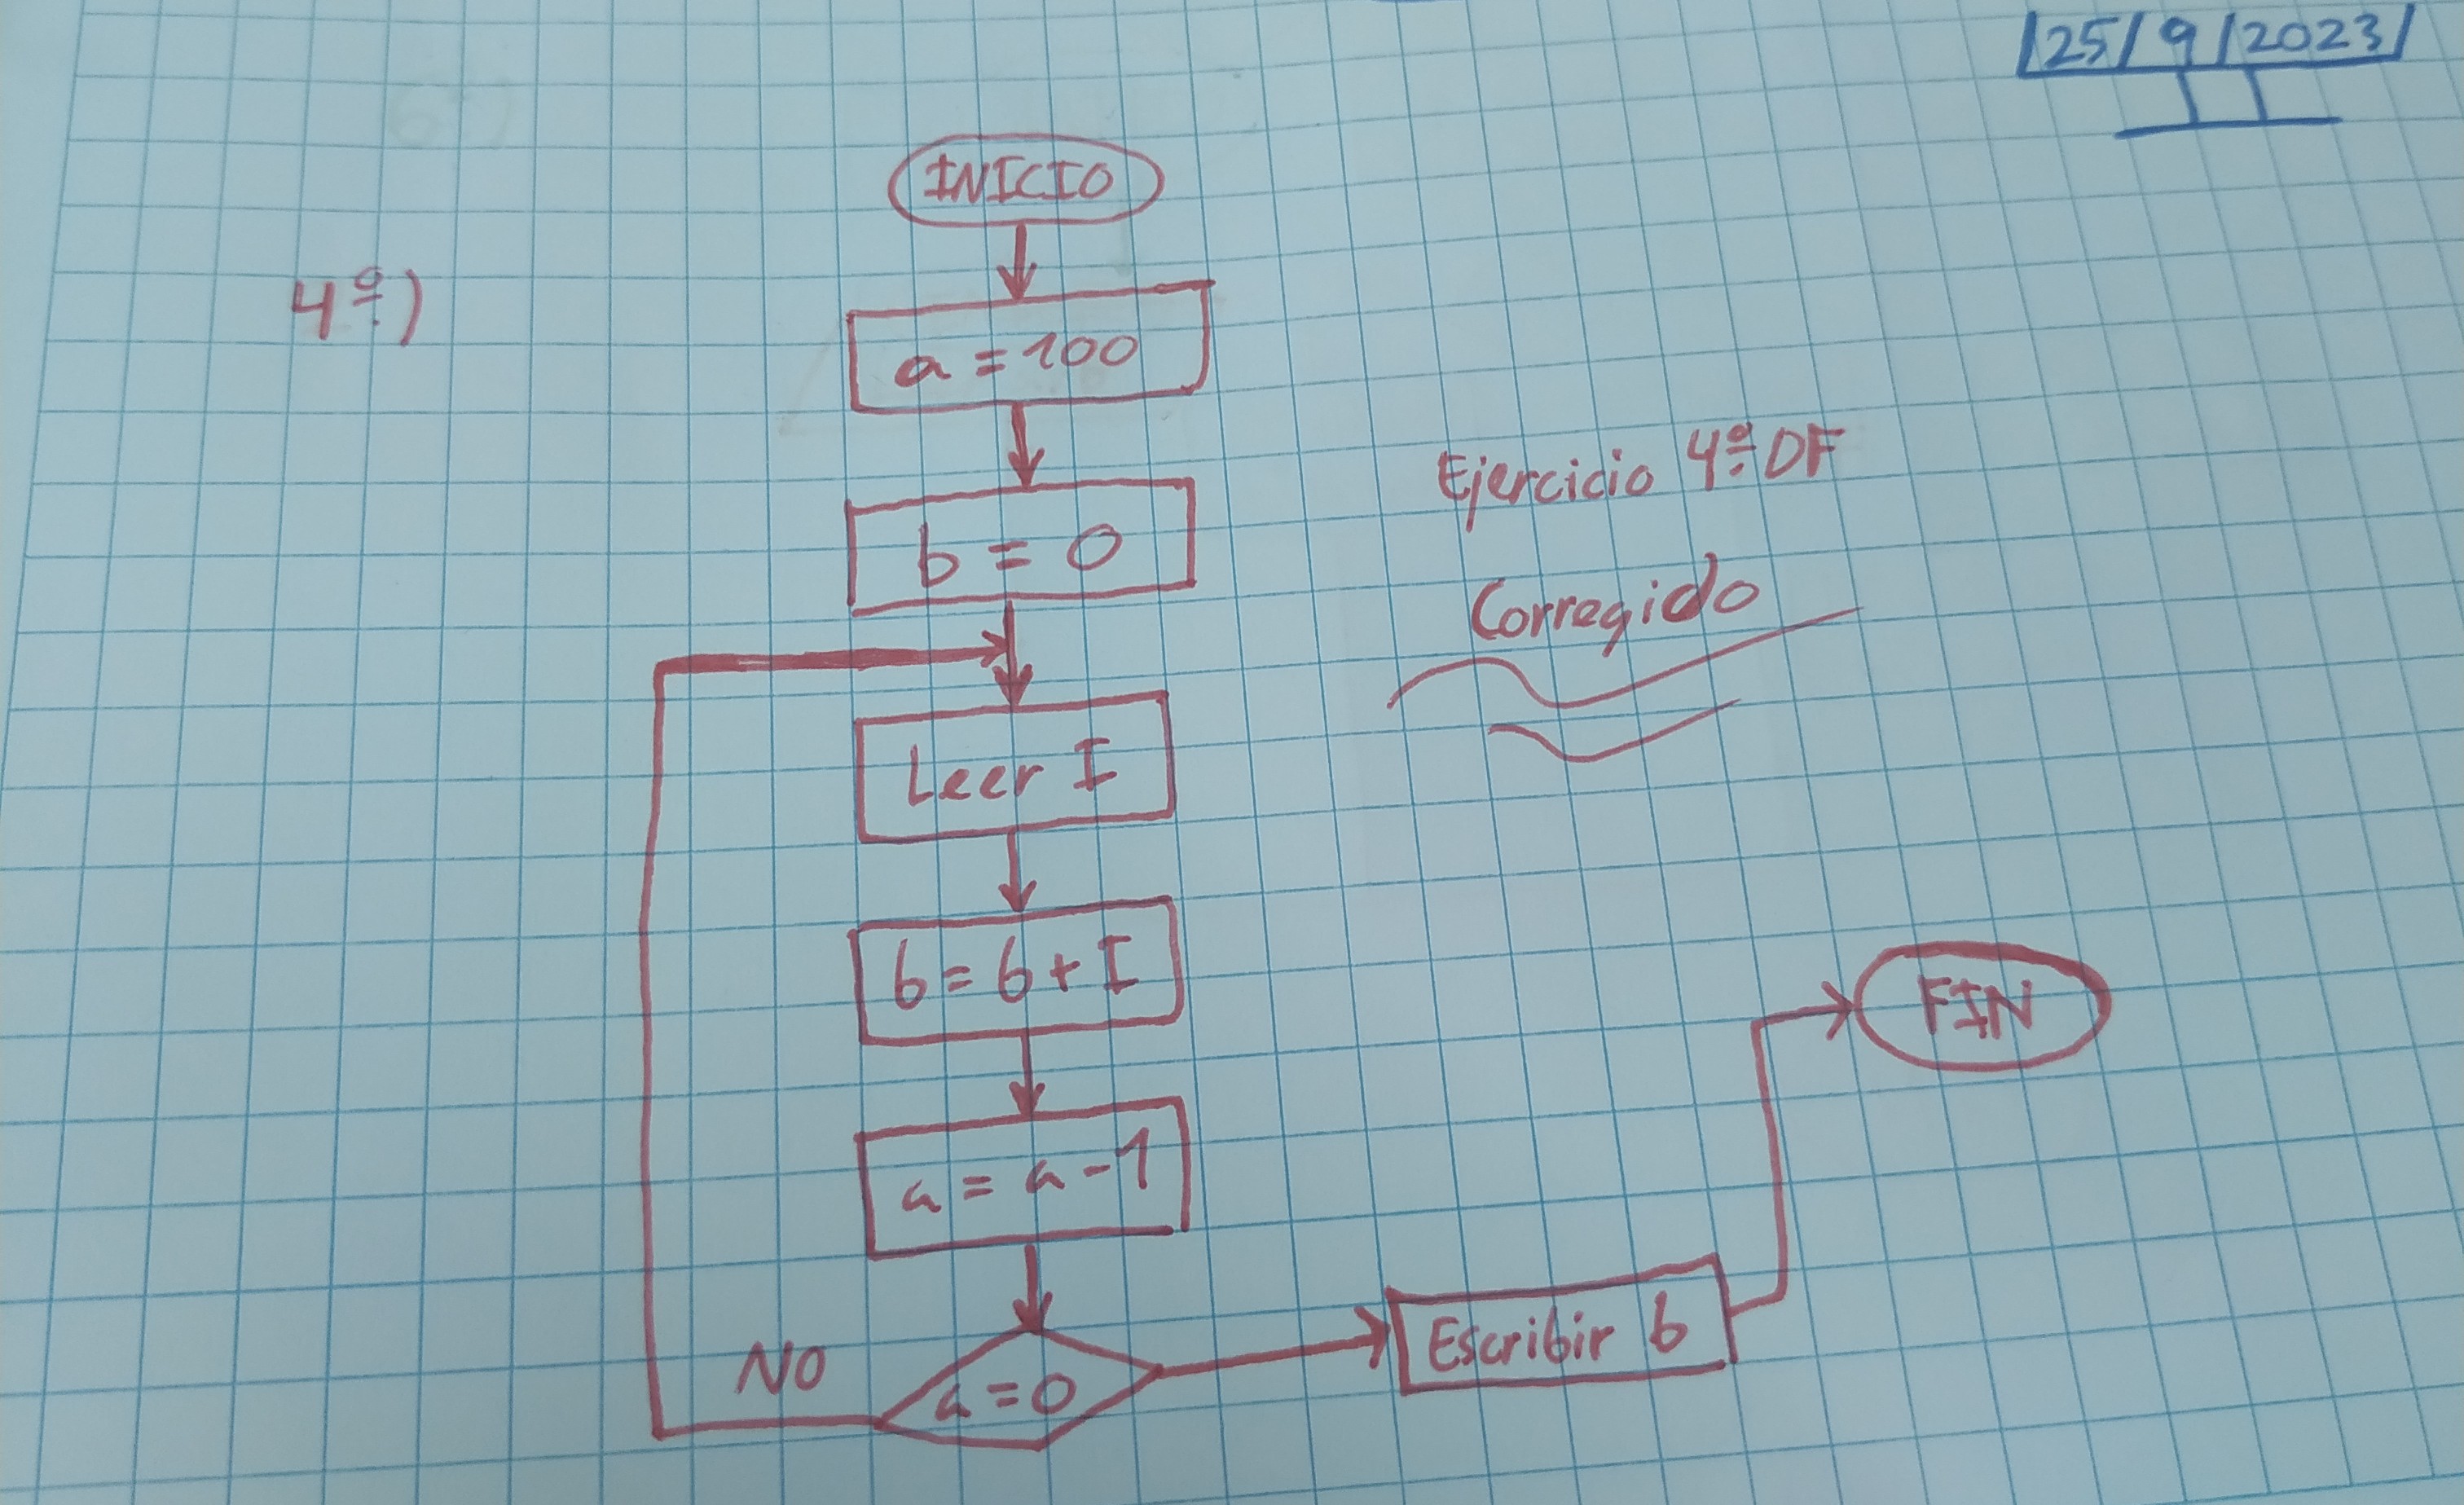 /25/9/2023/
INICIO
4º)
a = 100
Ejercicio 4º DF
b = 0
Corregido
Leer I
b = b + I
FIN
a = a - 1
Escribir b
NO
a = 0